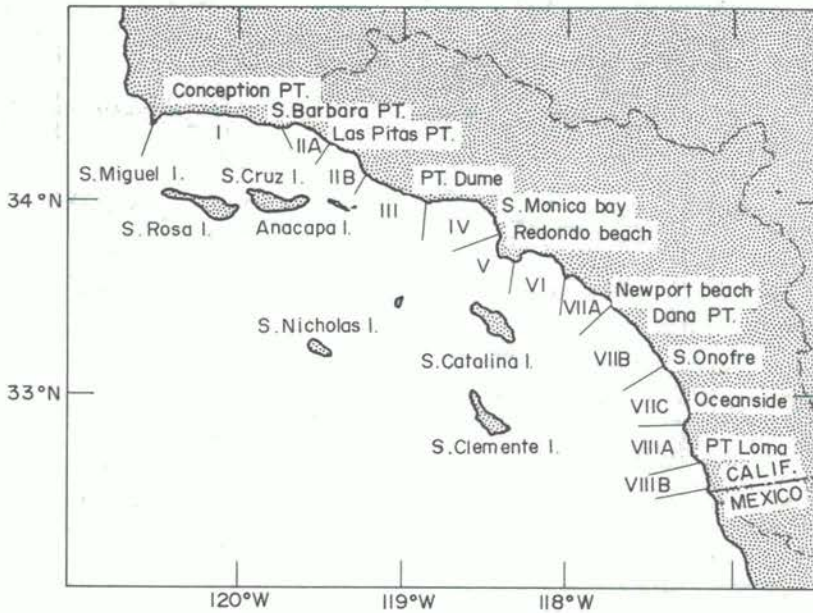 Conception PT.
S.Barbara PT.
Las Pitas PT.
I
IIA
S.Miguel I.
S.Cruz I.
IIB
PT. Dume
34°N
III
S.Monica bay
S.Rosa I.
Anacapa I.
IV
Redondo beach
V
VI
VIIA
Newport beach
Dana PT.
S.Nicholas I.
S.Catalina I.
VIIB
S.Onofre
33°N
VIIC
Oceanside
S.Clemente I.
VIIIA
PT Loma
CALIF.
VIIIB
MEXICO
120°W
119°W
118°W